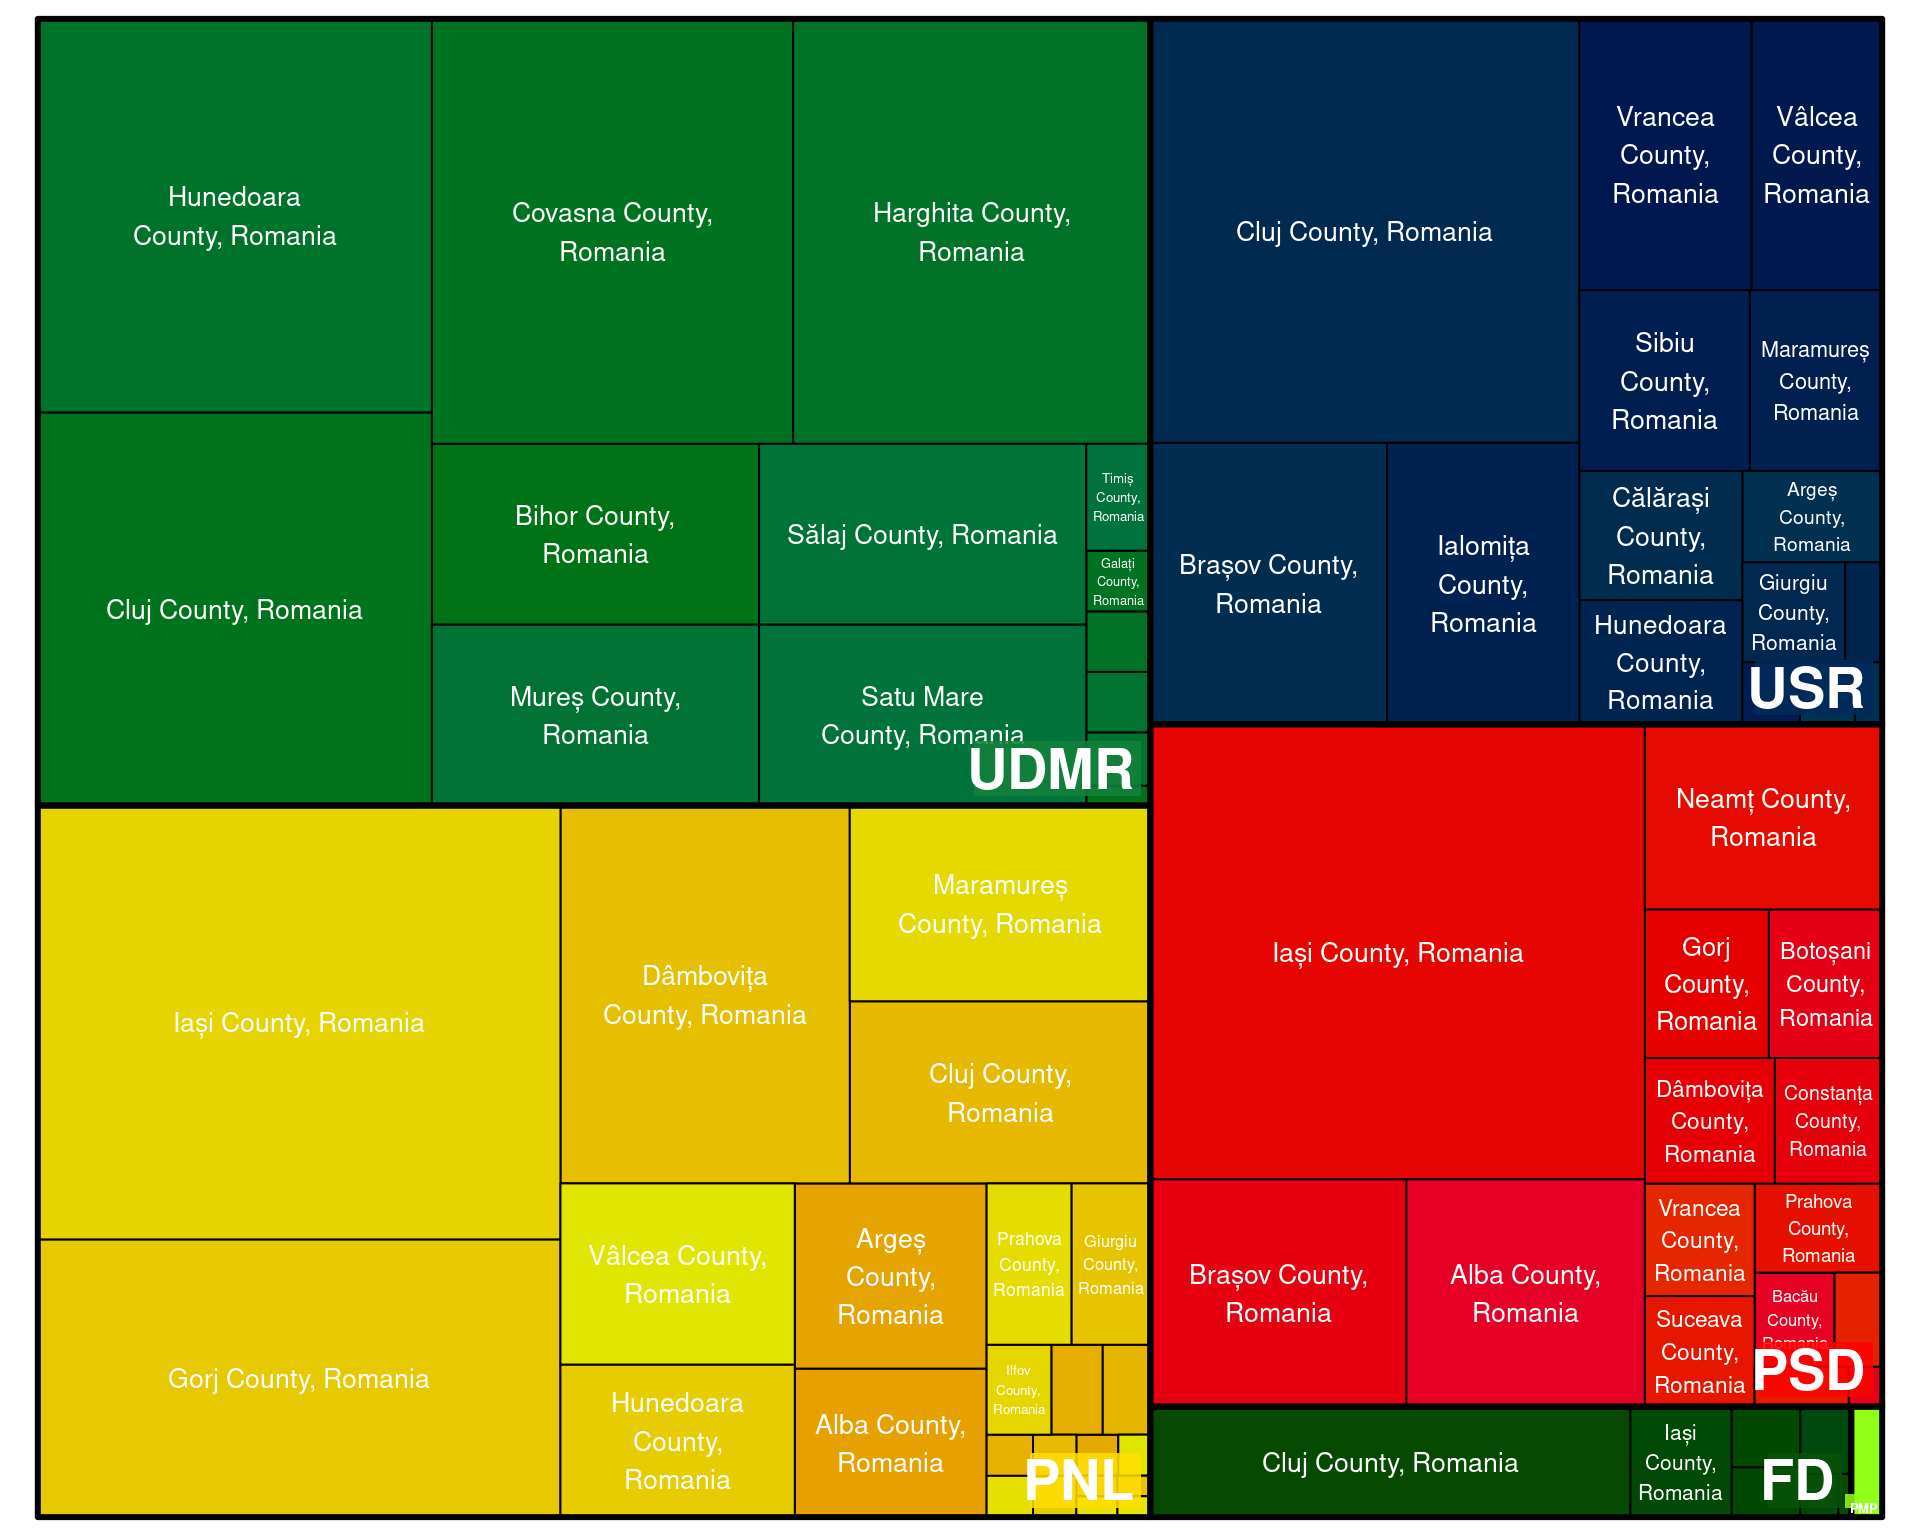 Hunedoara
County, Romania
Covasna County,
Romania
Harghita County,
Romania
Cluj County, Romania
Bihor County,
Romania
Sălaj County, Romania
Timiș
County,
Romania
Galați
County,
Romania
Mureș County,
Romania
Satu Mare
County, Romania
UDMR
Cluj County, Romania
Vrancea
County,
Romania
Vâlcea
County,
Romania
Sibiu
County,
Romania
Maramureș
County,
Romania
Brașov County,
Romania
Ialomița
County,
Romania
Călărași
County,
Romania
Argeș
County,
Romania
Giurgiu
County,
Romania
Hunedoara
County,
Romania
USR
Iași County, Romania
Gorj County, Romania
Dâmbovița
County, Romania
Maramureș
County, Romania
Cluj County,
Romania
Vâlcea County,
Romania
Hunedoara
County,
Romania
Argeș
County,
Romania
Alba County,
Romania
Prahova
County,
Romania
Giurgiu
County,
Romania
Ilfov
County,
Romania
PNL
Iași County, Romania
Neamț County,
Romania
Gorj
County,
Romania
Botoșani
County,
Romania
Dâmbovița
County,
Romania
Constanța
County,
Romania
Brașov County,
Romania
Alba County,
Romania
Vrancea
County,
Romania
Prahova
County,
Romania
Suceava
County,
Romania
Bacău
County,
Romania
PSD
Cluj County, Romania
Iași
County,
Romania
FD
PMP